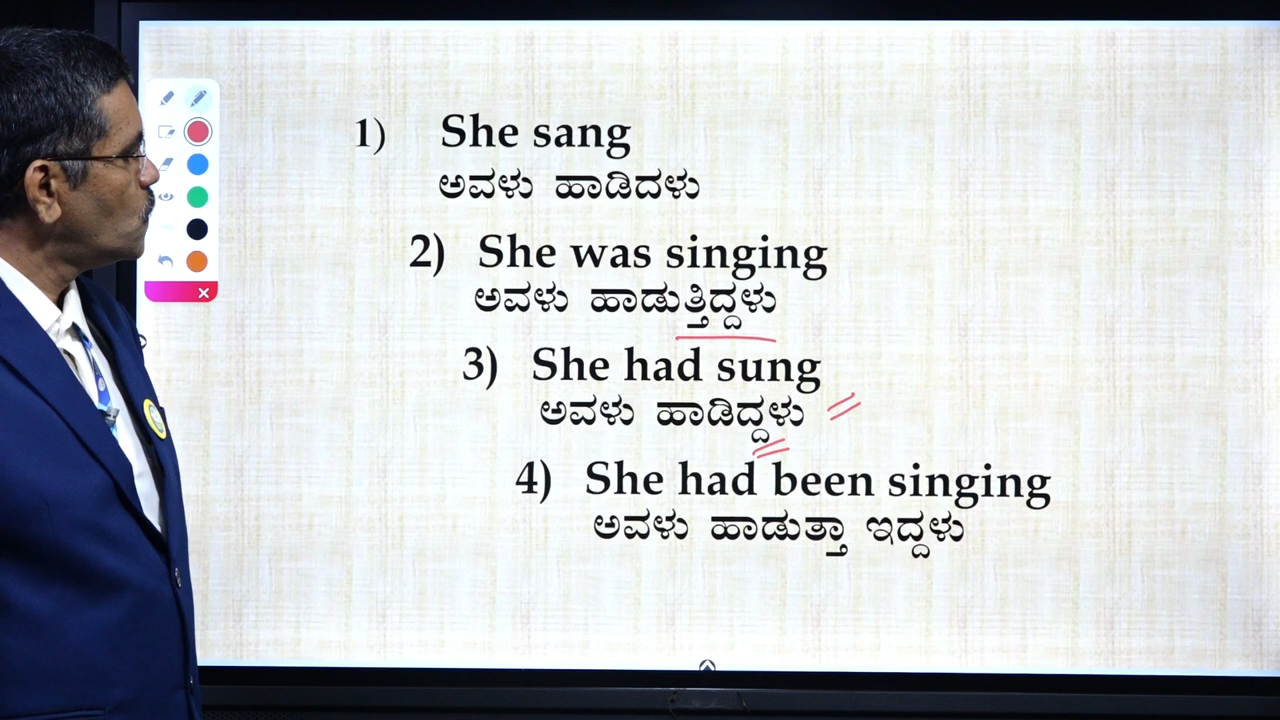 1) She sang
ಅವಳು ಹಾಡಿದಳು
2) She was singing
ಅವಳು ಹಾಡುತ್ತಿದ್ದಳು
3) She had sung
ಅವಳು ಹಾಡಿದ್ದಳು
4) She had been singing
ಅವಳು ಹಾಡುತ್ತಾ ಇದ್ದಳು